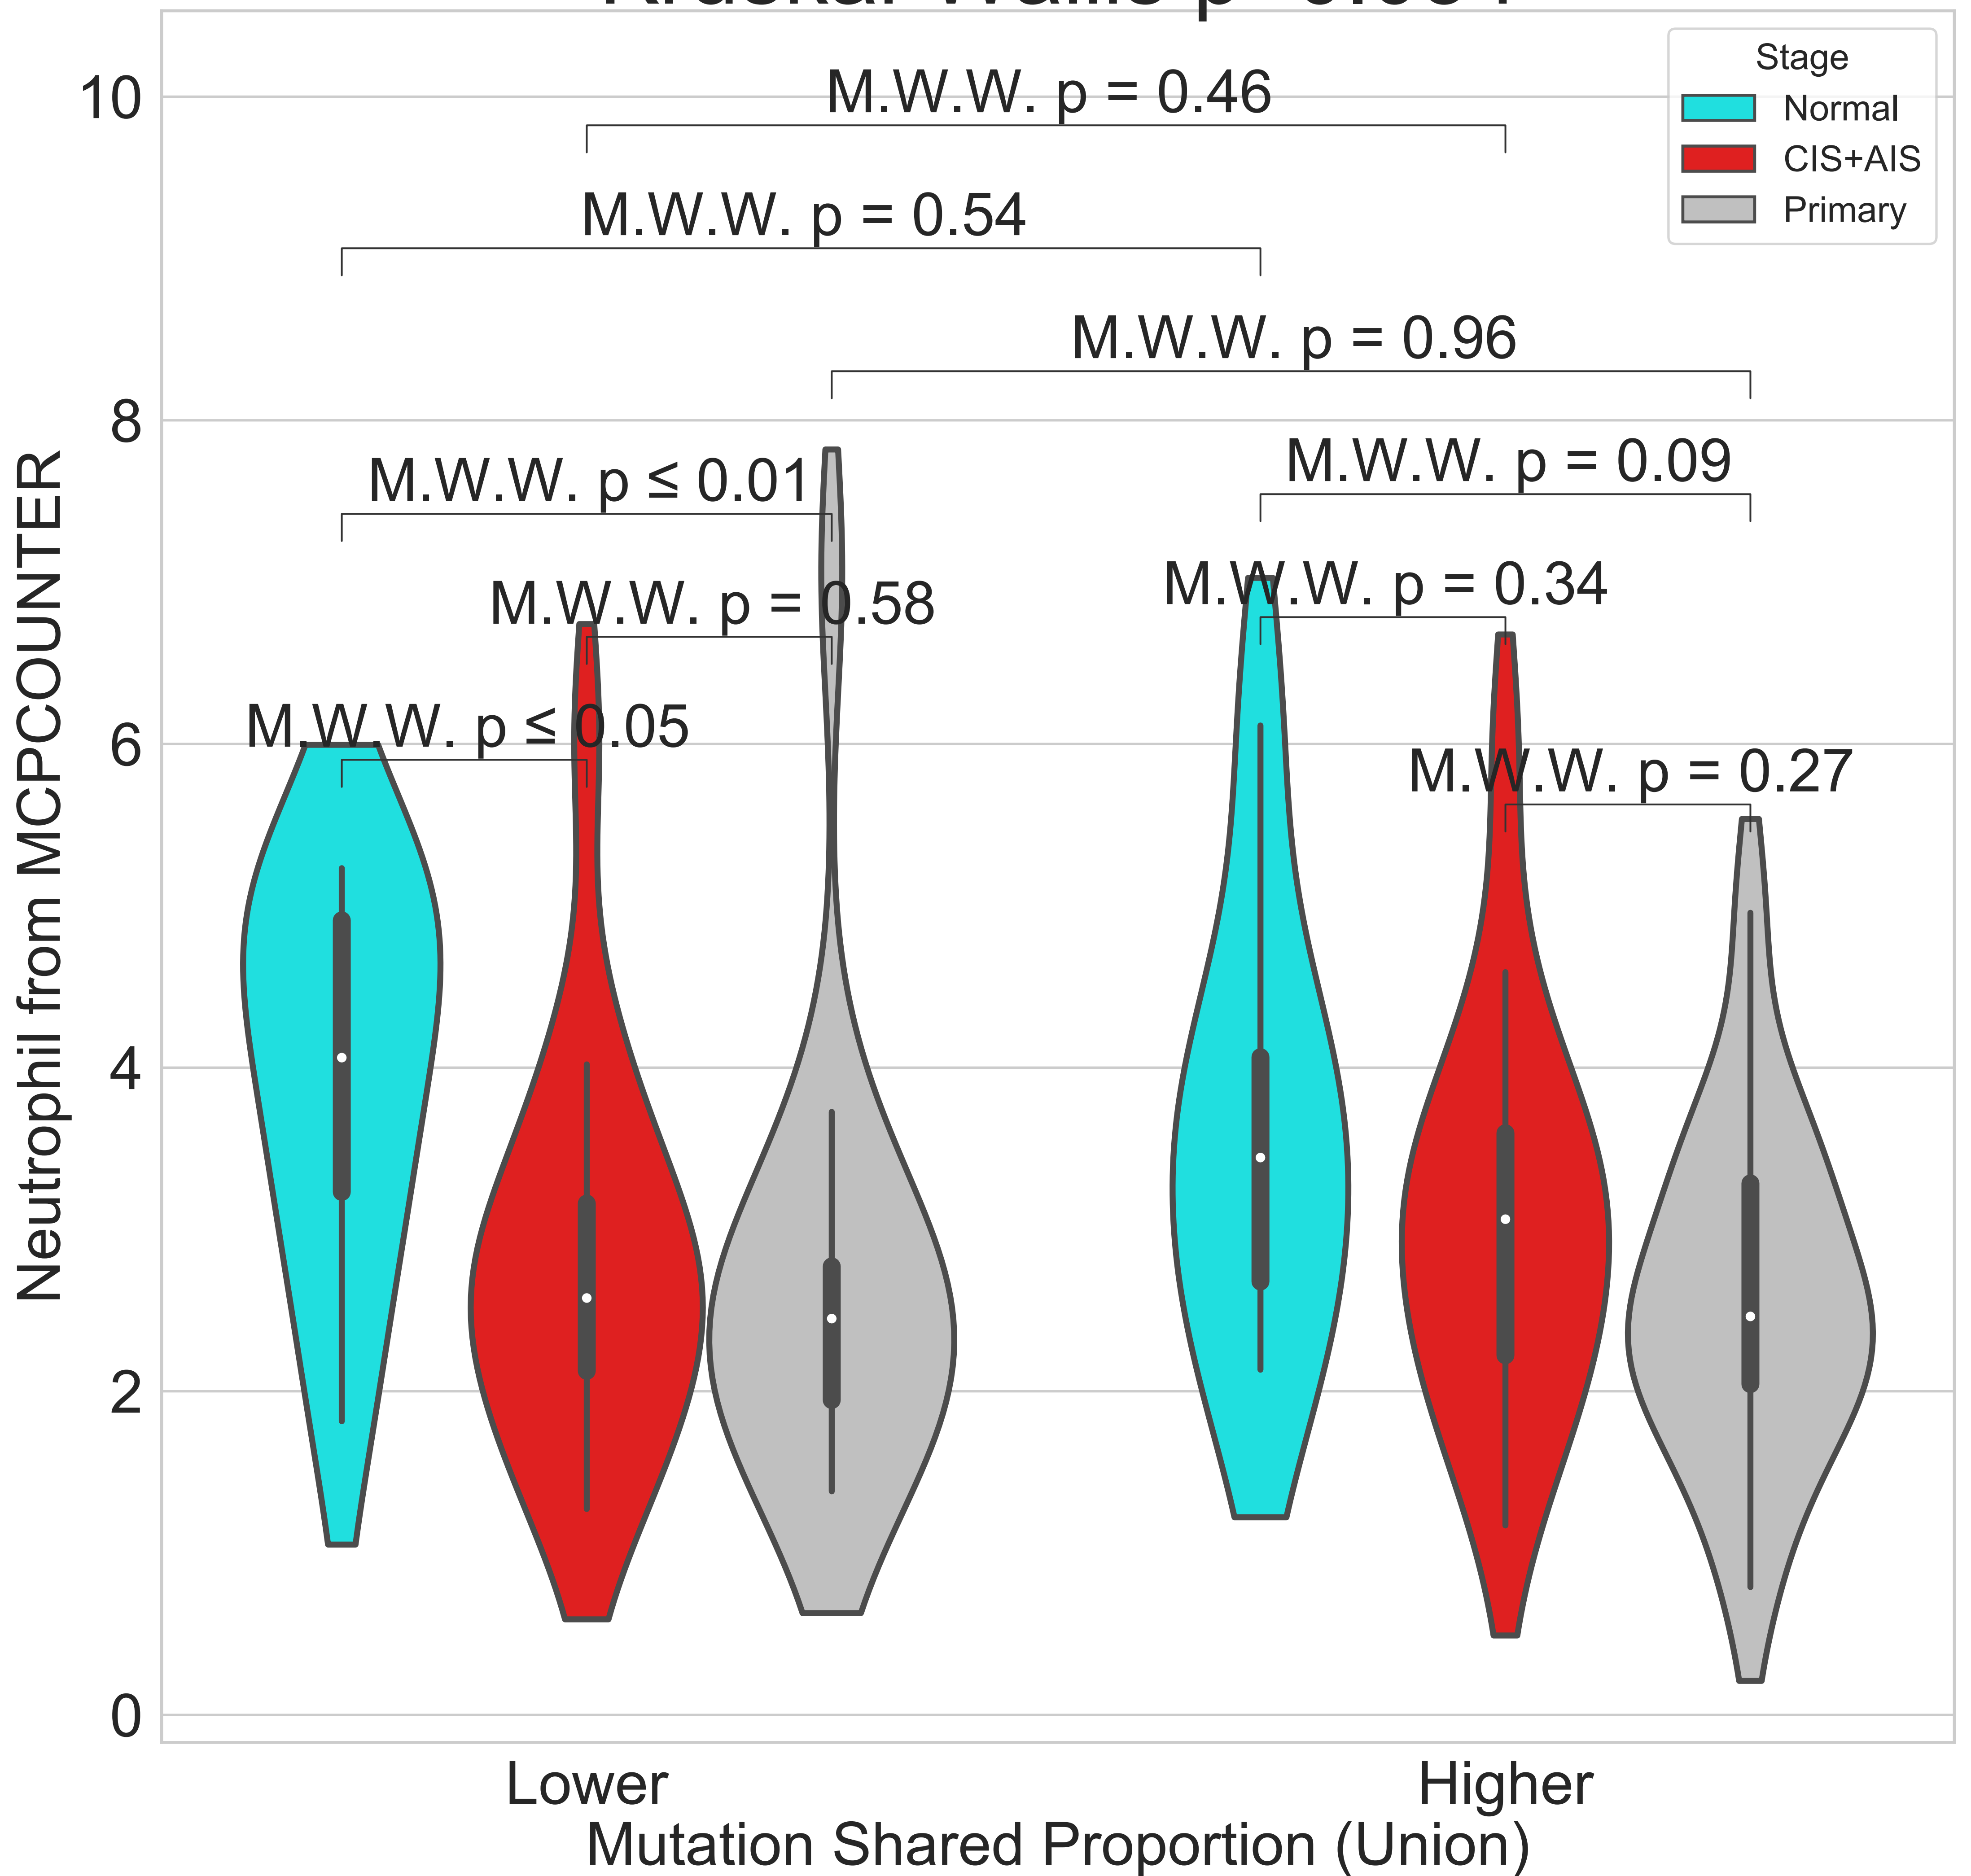 Stage
Normal
CIS+AIS
Primary
M.W.W. p = 0.46
M.W.W. p = 0.54
M.W.W. p = 0.96
M.W.W. p ≤ 0.01
M.W.W. p = 0.09
M.W.W. p = 0.58
M.W.W. p = 0.34
M.W.W. p ≤ 0.05
M.W.W. p = 0.27
10
8
6
4
2
0
Neutrophil from MCPCOUNTER
Lower
Higher
Mutation Shared Proportion (Union)